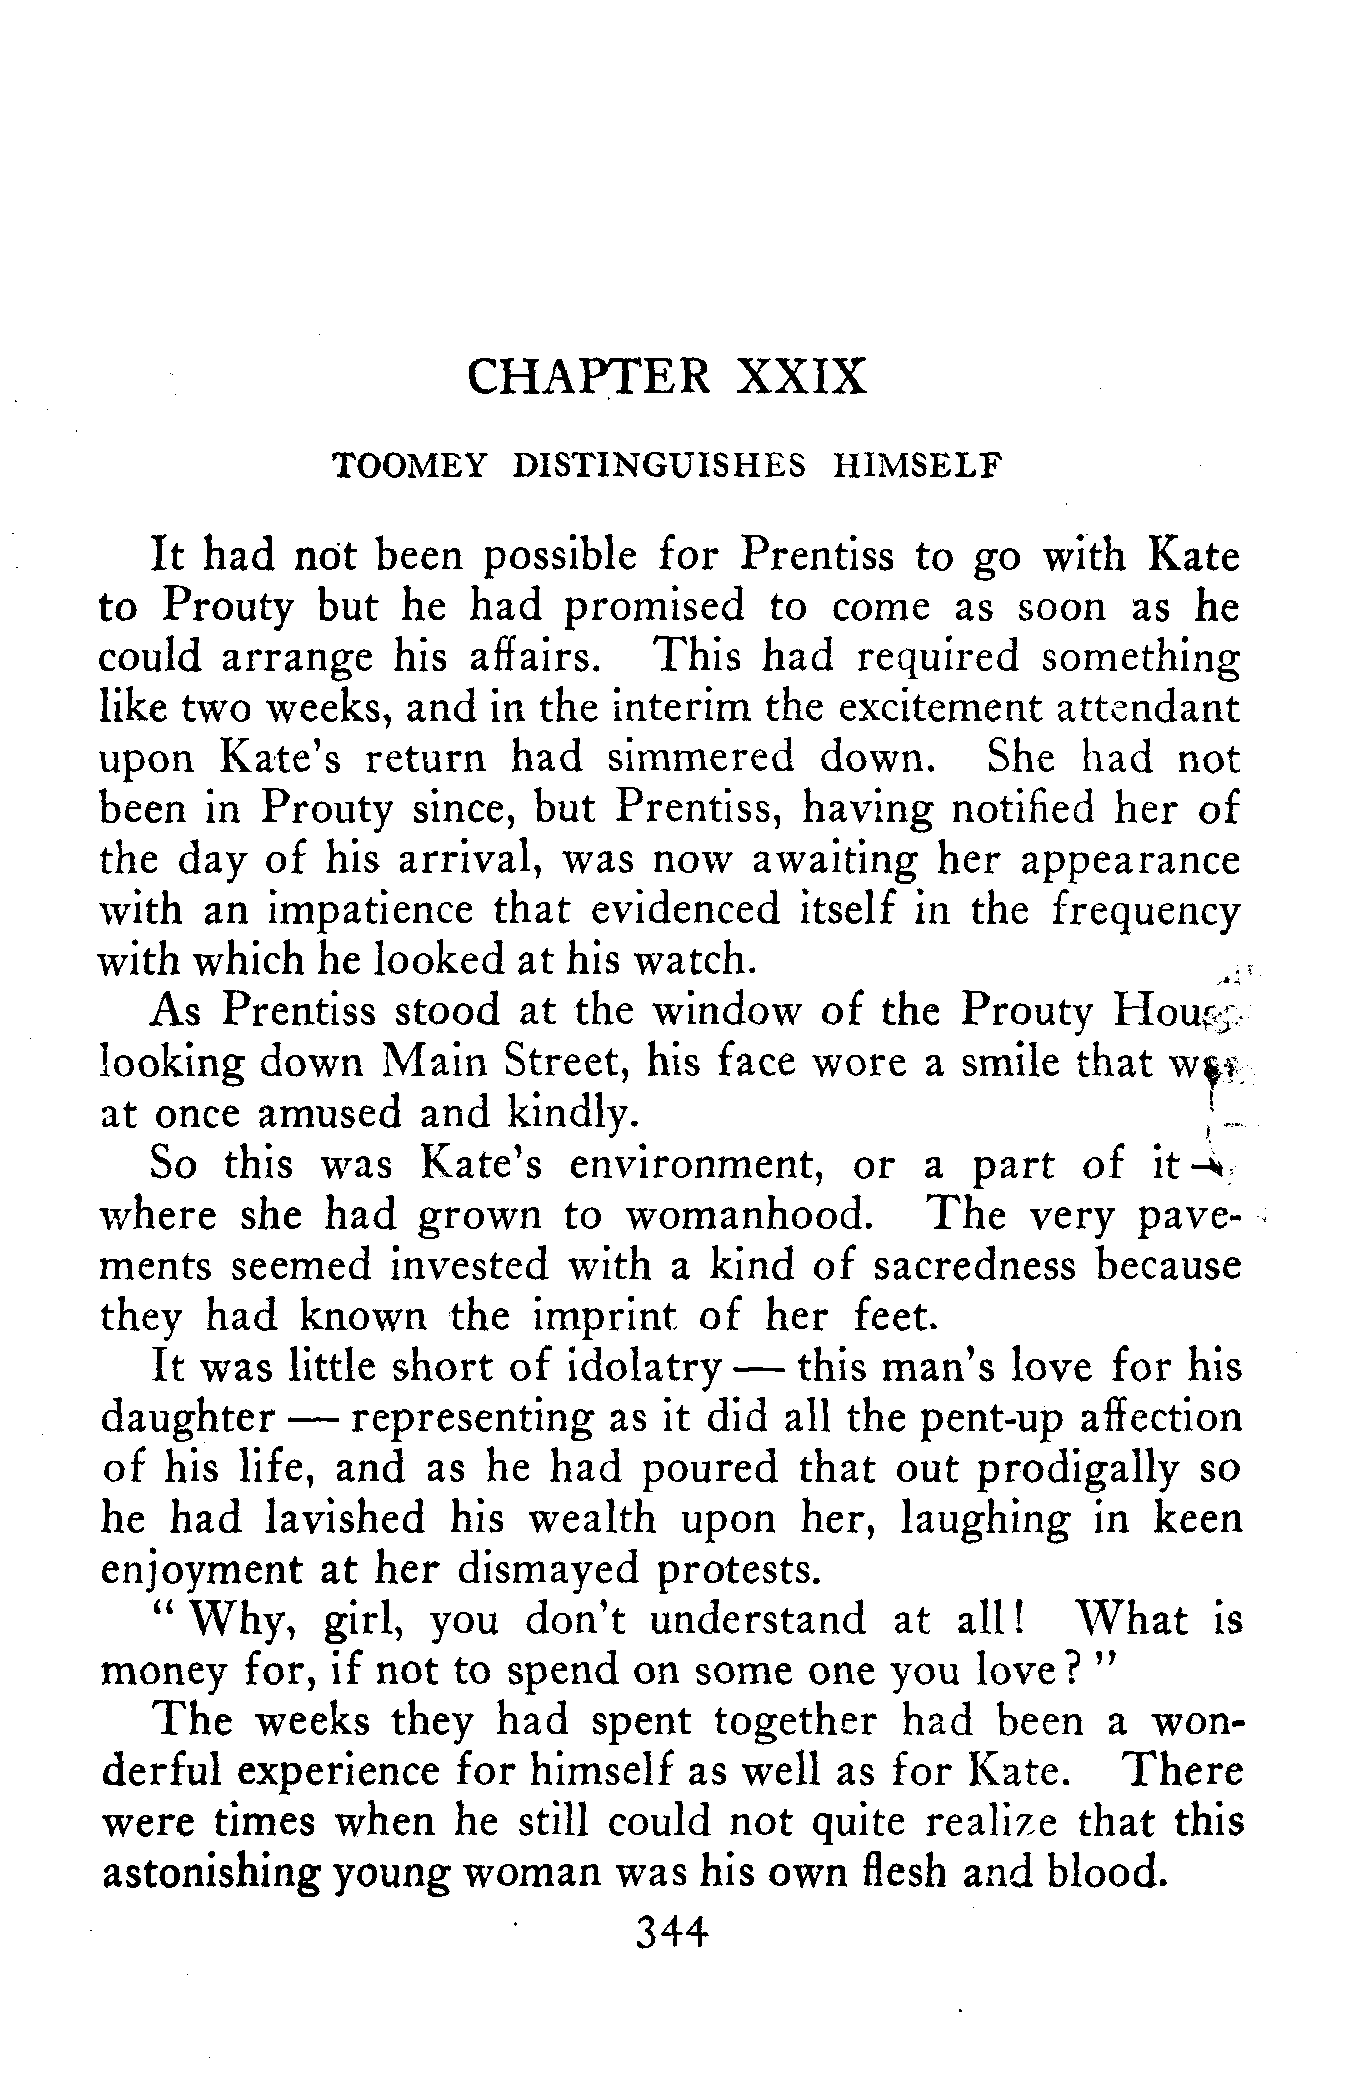 CHAPTER XXIX
TOOMEY DISTINGUISHES HIMSELF
It had not been possible for Prentiss to go with Kate
to Prouty but he had promised to come as soon as he
could arrange his affairs. This had required something
like two weeks, and in the interim the excitement attendant
upon Kate's return had simmered down. She had not
been in Prouty since, but Prentiss, having notified her of
the day of his arrival, was now awaiting her appearance
with an impatience that evidenced itself in the frequency
with which he looked at his watch.
As Prentiss stood at the window of the Prouty
looking down Main Street, his face wore a smile that
at once amused and kindly.
So this was Kate's environment, or a part of it —
where she had grown to womanhood. The very pave-
ments seemed invested with a kind of sacredness because
they had known the imprint of her feet.
It was little short of idolatry — this man's love for his
daughter — representing as it did all the pent-up affection
of his life, and as he had poured that out prodigally so
he had lavished his wealth upon her, laughing in keen
enjoyment at her dismayed protests.
" Why, girl, you don't understand at all! What is
money for, if not to spend on some one you love? "
The weeks they had spent together had been a won-
derful experience for himself as well as for Kate. There
were times when he still could not quite realize that this
astonishing young woman was his own flesh and blood.
344